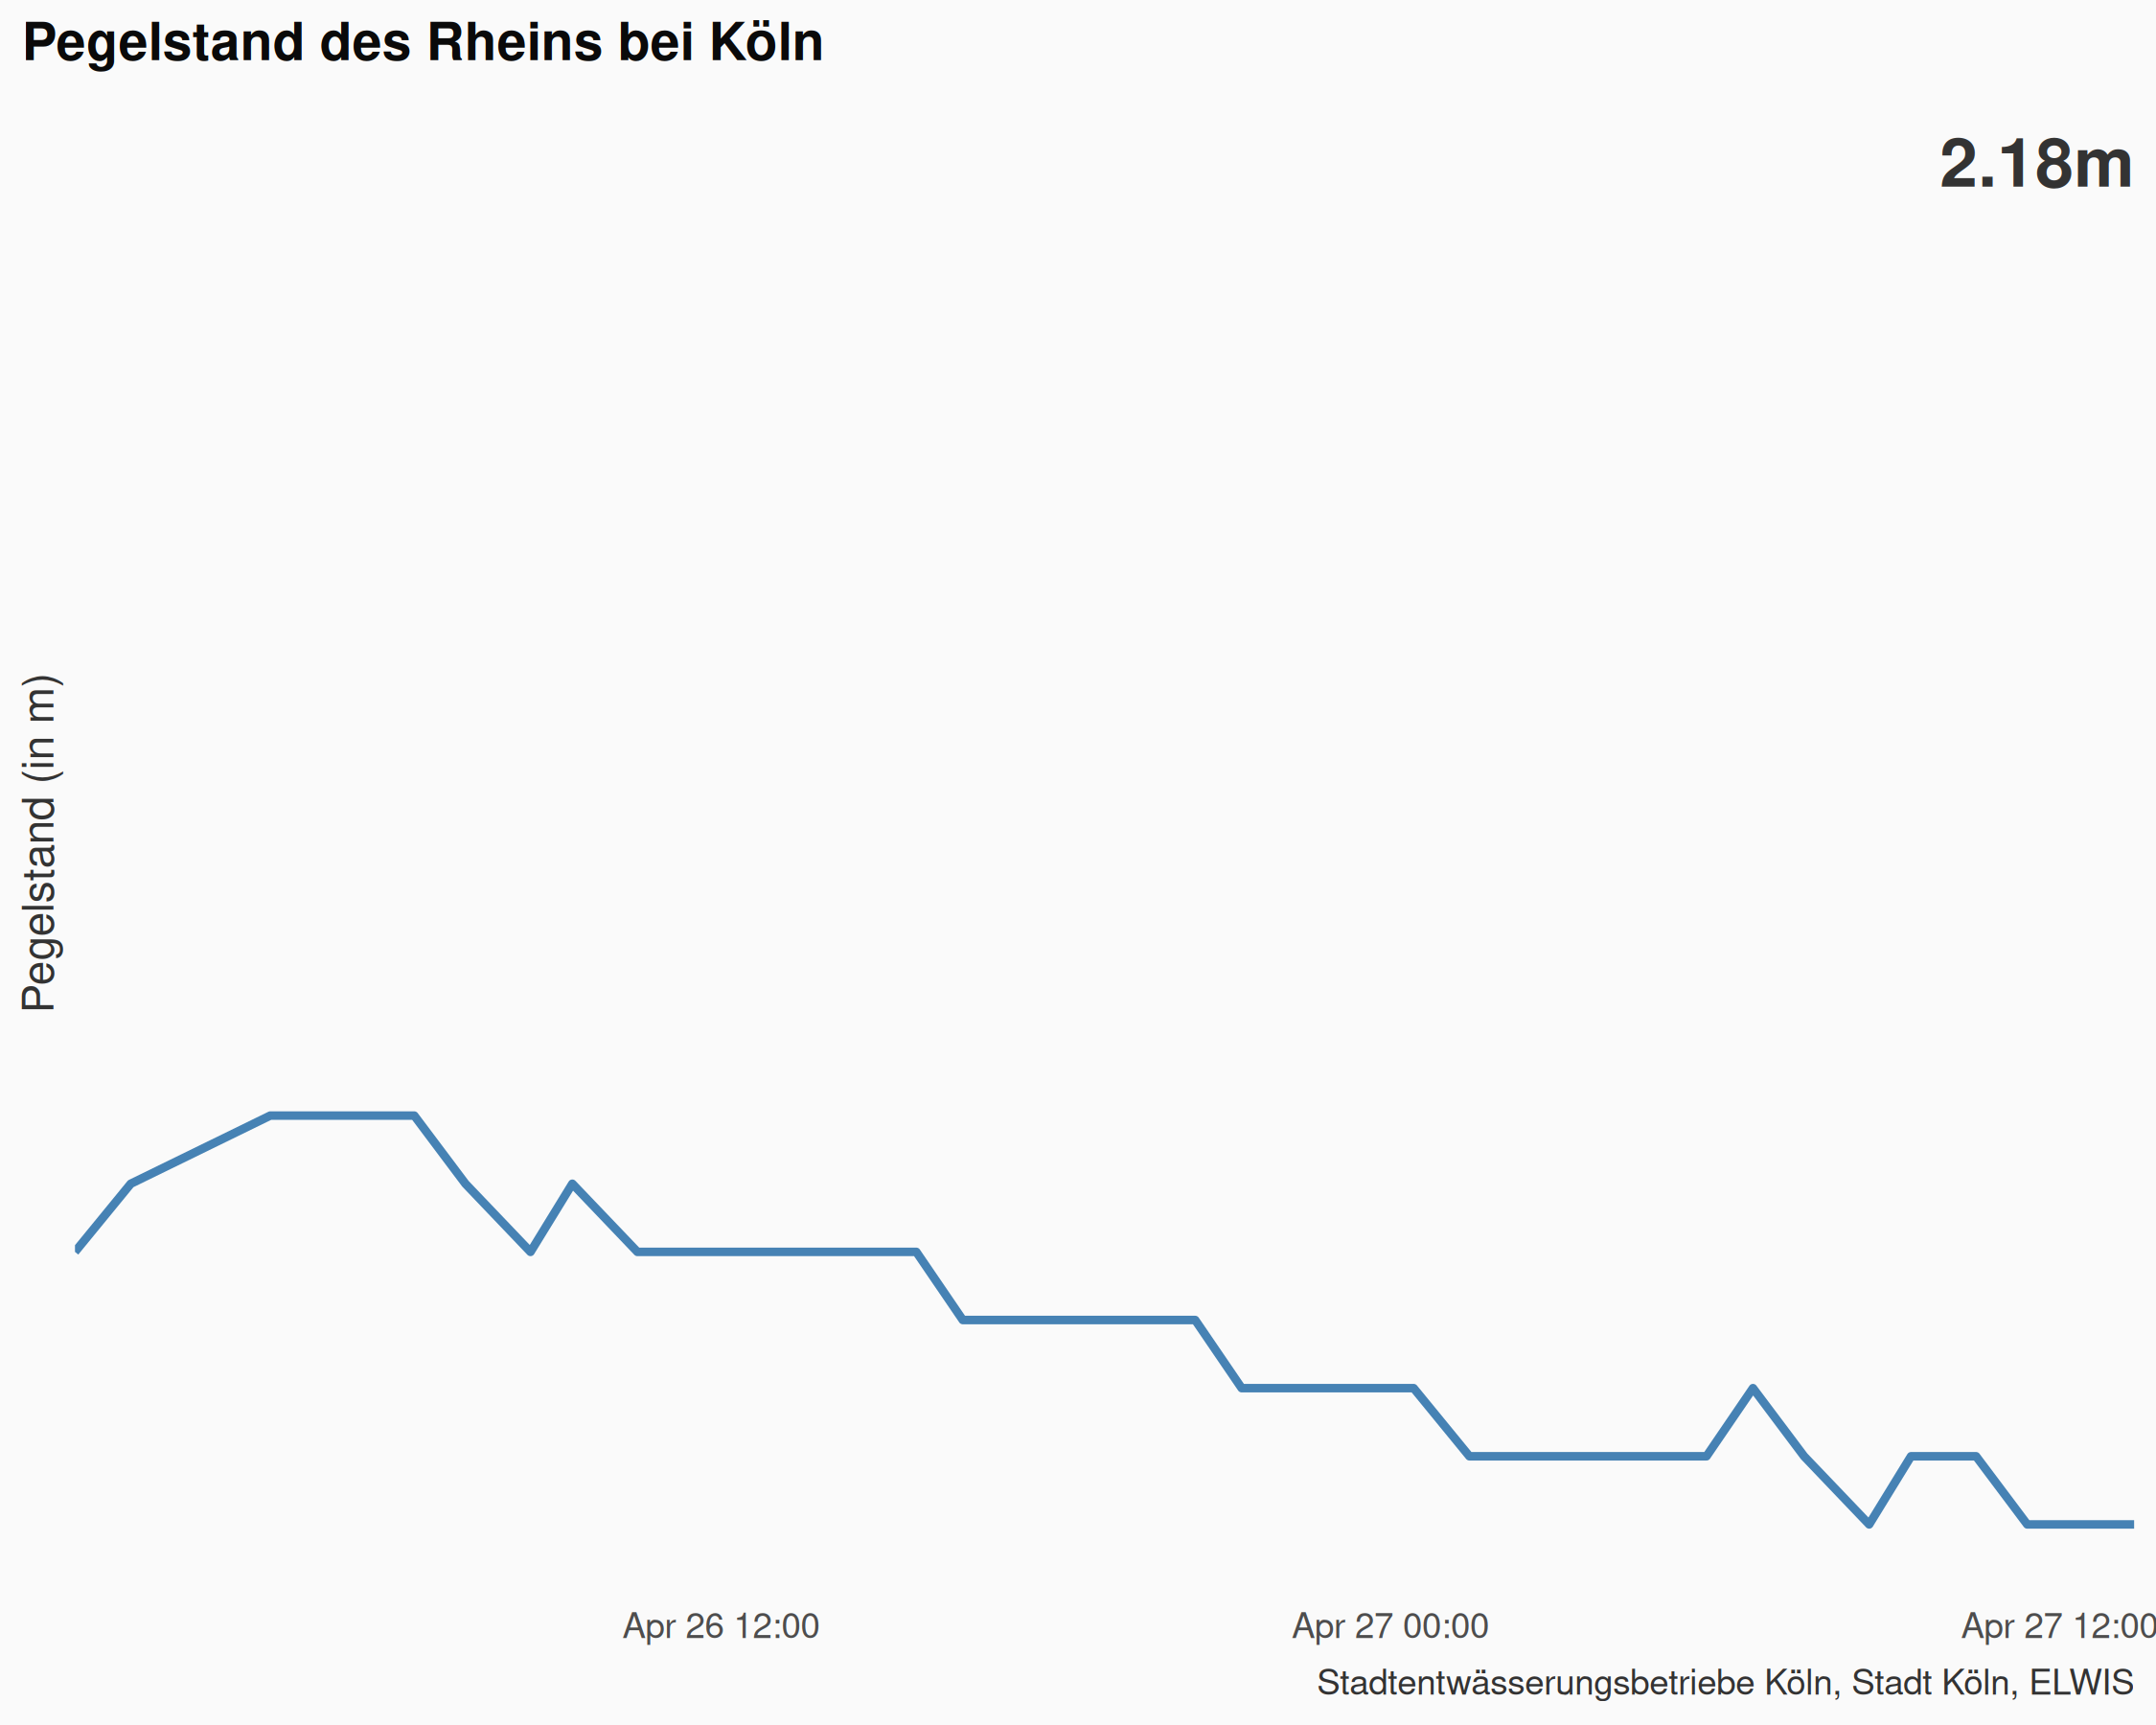 Pegelstand des Rheins bei Köln
2.18m
Pegelstand (in m)
Apr 26 12:00
Apr 27 00:00
Apr 27 12:00
Stadtentwässerungsbetriebe Köln, Stadt Köln, ELWIS